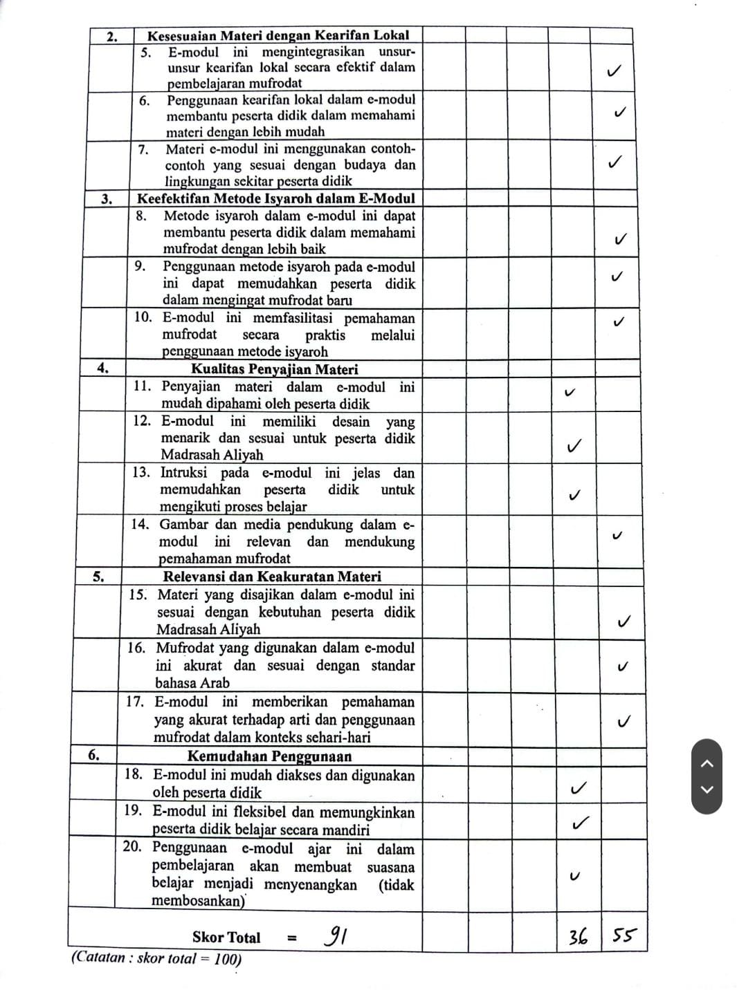 2. Kesesuaian Materi dengan Kearifan Lokal
5. E-modul ini mengintegrasikan unsur-
unsur kearifan lokal secara efektif dalam
pembelajaran mufrodat
6. Penggunaan kearifan lokal dalam e-modul
membantu peserta didik dalam memahami
materi dengan lebih mudah
7. Materi e-modul ini menggunakan contoh-
contoh yang sesuai dengan budaya dan
lingkungan sekitar peserta didik
3. Keefektifan Metode Isyaroh dalam E-Modul
8. Metode isyaroh dalam e-modul ini dapat
membantu peserta didik dalam memahami
mufrodat dengan lebih baik
9. Penggunaan metode isyaroh pada e-modul
ini dapat memudahkan peserta didik
dalam mengingat mufrodat baru
10. E-modul ini memfasilitasi pemahaman
mufrodat secara praktis melalui
penggunaan metode isyaroh
4. Kualitas Penyajian Materi
11. Penyajian materi dalam e-modul ini
mudah dipahami oleh peserta didik
12. E-modul ini memiliki desain yang
menarik dan sesuai untuk peserta didik
Madrasah Aliyah
13. Intruksi pada e-modul ini jelas dan
memudahkan peserta didik untuk
mengikuti proses belajar
14. Gambar dan media pendukung dalam e-
modul ini relevan dan mendukung
pemahaman mufrodat
5. Relevansi dan Keakuratan Materi
15. Materi yang disajikan dalam e-modul ini
sesuai dengan kebutuhan peserta didik
Madrasah Aliyah
16. Mufrodat yang digunakan dalam e-modul
ini akurat dan sesuai dengan standar
bahasa Arab
17. E-modul ini memberikan pemahaman
yang akurat terhadap arti dan penggunaan
mufrodat dalam konteks sehari-hari
6. Kemudahan Penggunaan
18. E-modul ini mudah diakses dan digunakan
oleh peserta didik
19. E-modul ini fleksibel dan memungkinkan
peserta didik belajar secara mandiri
20. Penggunaan e-modul ajar ini dalam
pembelajaran akan membuat suasana
belajar menjadi menyenangkan (tidak
membosankan)
Skor Total = 91 36 55
(Catatan : skor total = 100)